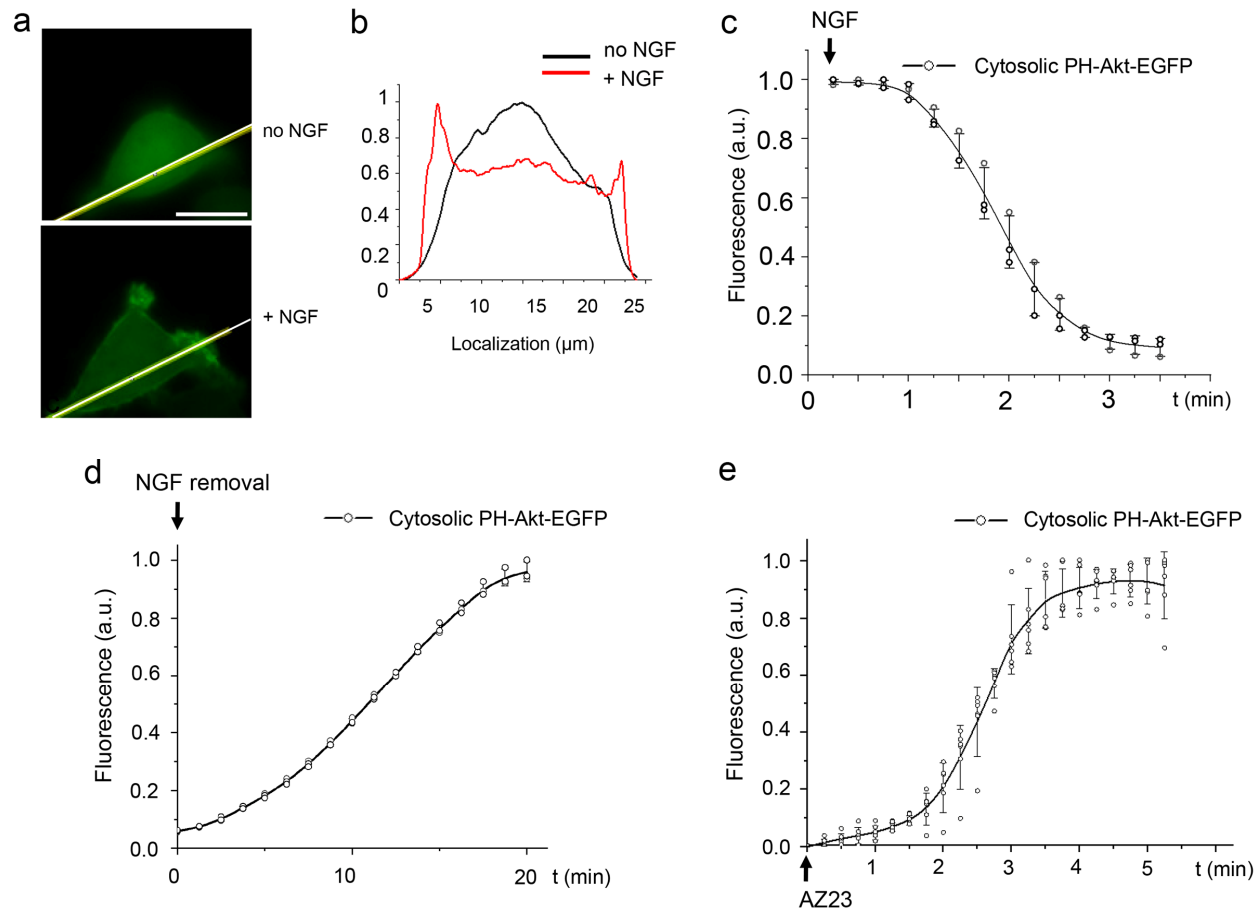 a
no NGF
+ NGF
b
no NGF
+ NGF
1
0.8
0.6
0.4
0.2
0
5 10 15 20 25
Localization (µm)
c
NGF
Cytosolic PH-Akt-EGFP
Fluorescence (a.u.)
1.0
0.8
0.6
0.4
0.2
0.0
0 1 2 3 t (min)
d
NGF removal
Cytosolic PH-Akt-EGFP
Fluorescence (a.u.)
1.0
0.8
0.6
0.4
0.2
0.0
0 10 20 t (min)
e
Cytosolic PH-Akt-EGFP
Fluorescence (a.u.)
1.0
0.8
0.6
0.4
0.2
0.0
0 1 2 3 4 5 t (min)
AZ23